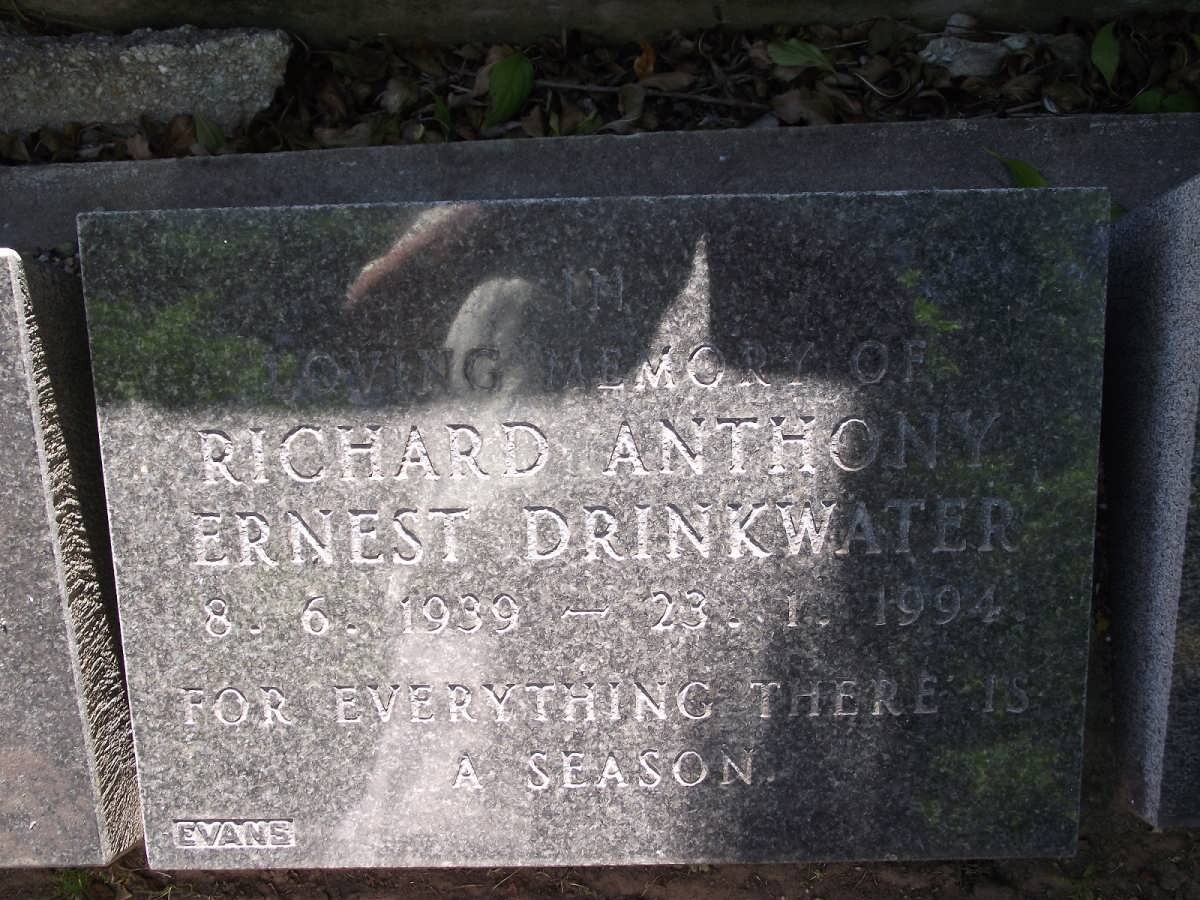 IN
LOVING MEMORY OF
RICHARD ANTHONY
ERNEST DRINKWATER
8. 6. 1939 — 23. 1. 1994.
FOR EVERYTHING THERE IS
A SEASON.
EVANS